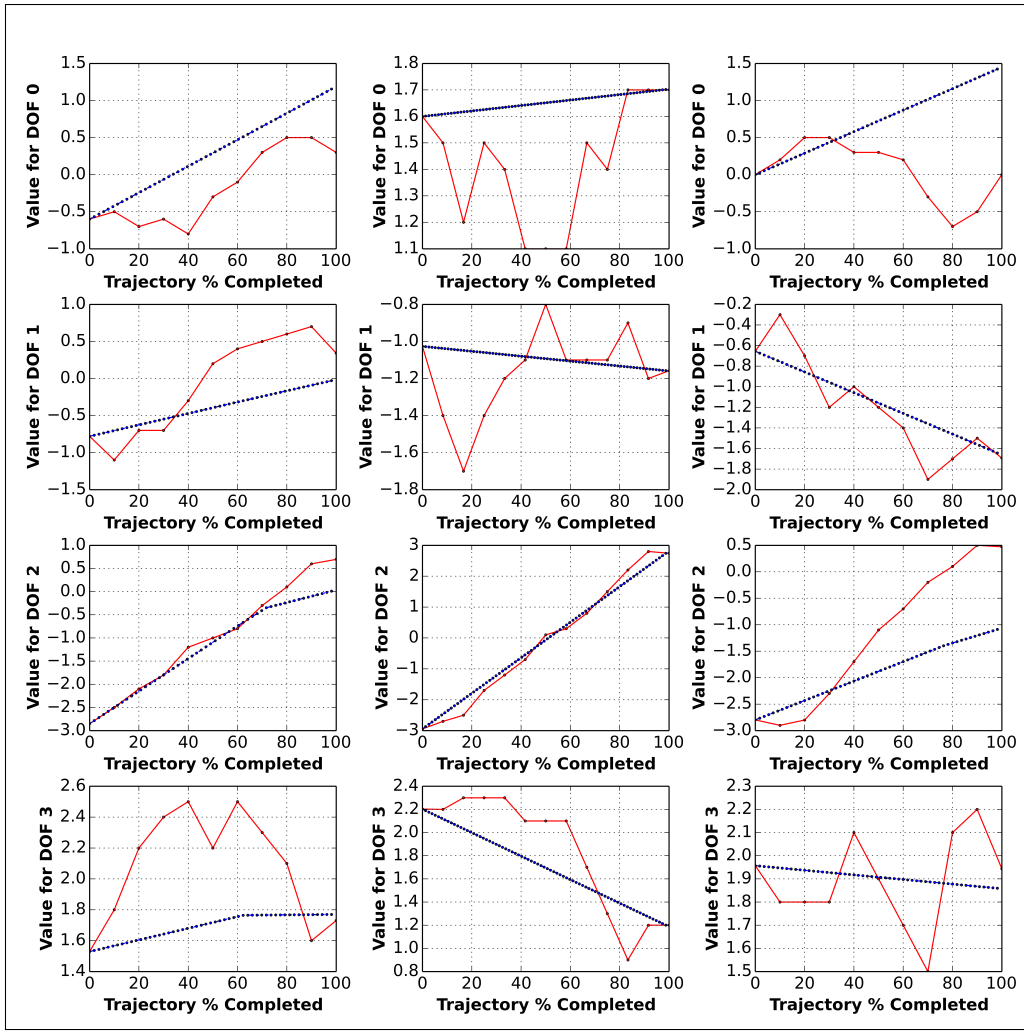 1.5
1.0
0.5
0.0
−0.5
−1.0
Value for DOF 0
0 20 40 60 80 100
Trajectory % Completed
1.8
1.7
1.6
1.5
1.4
1.3
1.2
1.1
Value for DOF 0
0 20 40 60 80 100
Trajectory % Completed
1.5
1.0
0.5
0.0
−0.5
−1.0
Value for DOF 0
0 20 40 60 80 100
Trajectory % Completed
1.0
0.5
0.0
−0.5
−1.0
−1.5
Value for DOF 1
0 20 40 60 80 100
Trajectory % Completed
−0.8
−1.0
−1.2
−1.4
−1.6
−1.8
Value for DOF 1
0 20 40 60 80 100
Trajectory % Completed
−0.2
−0.4
−0.6
−0.8
−1.0
−1.2
−1.4
−1.6
−1.8
−2.0
Value for DOF 1
0 20 40 60 80 100
Trajectory % Completed
1.0
0.5
0.0
−0.5
−1.0
−1.5
−2.0
−2.5
−3.0
Value for DOF 2
0 20 40 60 80 100
Trajectory % Completed
3
2
1
0
−1
−2
−3
Value for DOF 2
0 20 40 60 80 100
Trajectory % Completed
0.5
0.0
−0.5
−1.0
−1.5
−2.0
−2.5
−3.0
Value for DOF 2
0 20 40 60 80 100
Trajectory % Completed
2.6
2.4
2.2
2.0
1.8
1.6
1.4
Value for DOF 3
0 20 40 60 80 100
Trajectory % Completed
2.4
2.2
2.0
1.8
1.6
1.4
1.2
1.0
0.8
Value for DOF 3
0 20 40 60 80 100
Trajectory % Completed
2.3
2.2
2.1
2.0
1.9
1.8
1.7
1.6
1.5
Value for DOF 3
0 20 40 60 80 100
Trajectory % Completed